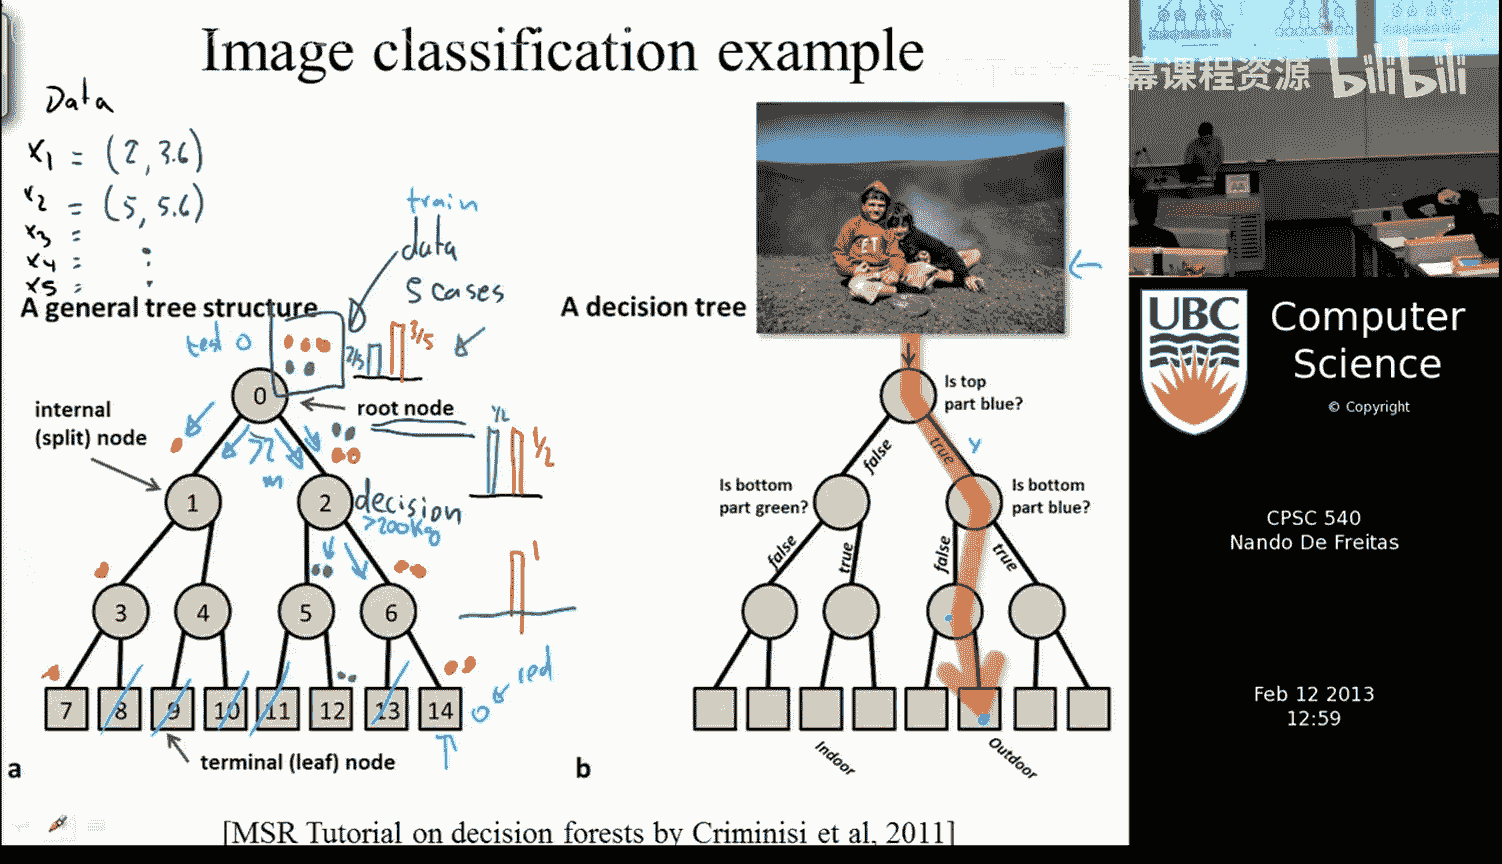 Image classification example
Data
x1 = (2, 3.6)
x2 = (5, 5.6)
x3 = :
x4 = :
x5 = :
train
data
5 cases
A general tree structure
test 0
2/5
3/5
0
root node
internal
(split) node
>2
m
1/2
1/2
1
2
decision
>200Kg
1
3
4
5
6
red
7
8
9
10
11
12
13
14
terminal (leaf) node
a
A decision tree
ET
Is top
part blue?
false
true
Y
Is bottom
part green?
Is bottom
part blue?
false
true
false
true
Indoor
Outdoor
b
[MSR Tutorial on decision forests by Criminisi et al, 2011]
幕课程资源 bilibili
UBC
Computer
Science
© Copyright
CPSC 540
Nando De Freitas
Feb 12 2013
12:59